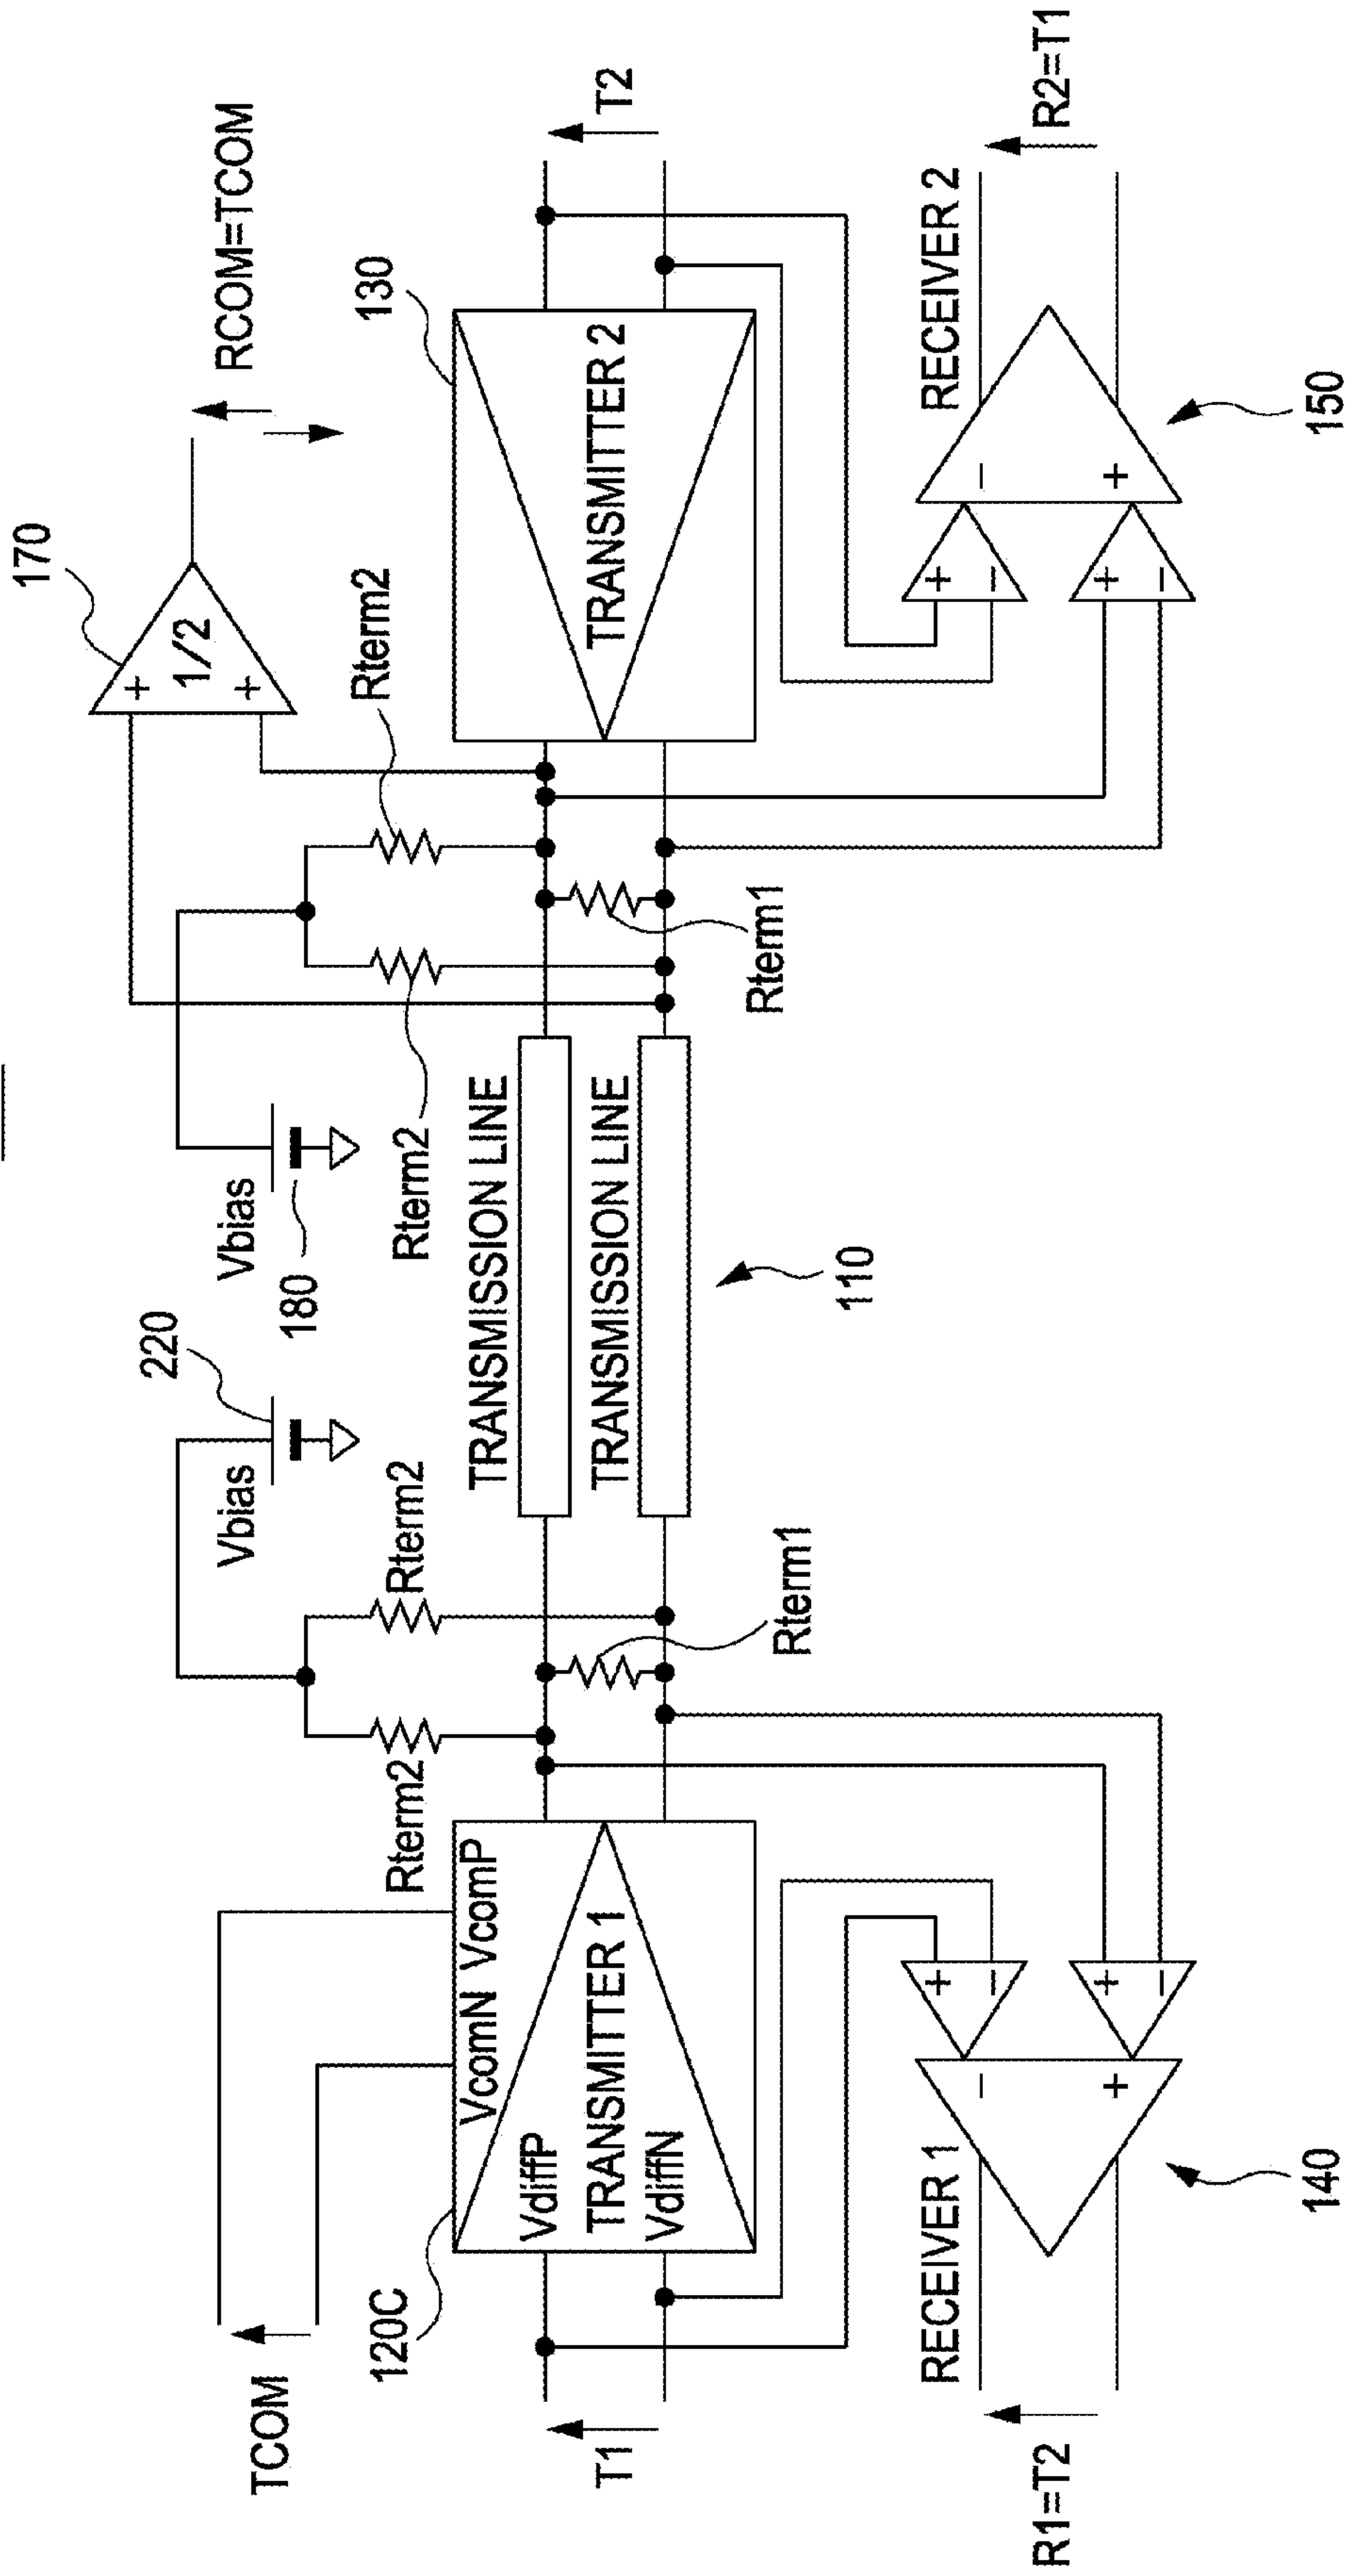 TCOM
120C
VcomN VcomP
VdiffP
TRANSMITTER 1
VdiffN
T1
RECEIVER 1
- +
+ -
+ -
R1=T2
140
Rterm2
Rterm2
Rterm1
Vbias
220
Vbias
180
TRANSMISSION LINE
TRANSMISSION LINE
110
Rterm2
Rterm2
Rterm1
170
+
1/2
+
RCOM=TCOM
130
TRANSMITTER 2
T2
RECEIVER 2
+ -
+ -
- +
150
R2=T1